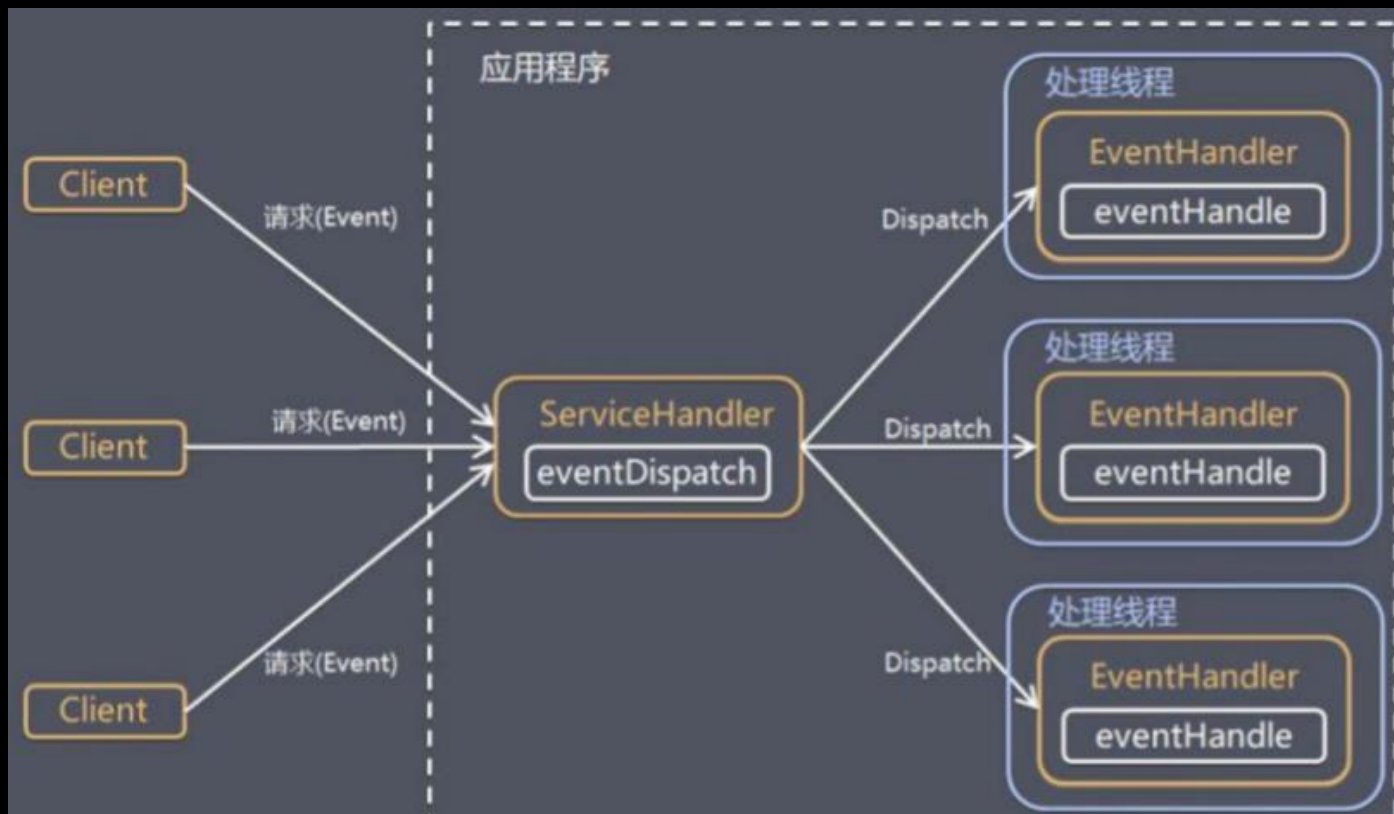 应用程序
处理线程
EventHandler
eventHandle
Client
请求(Event)
Dispatch
处理线程
EventHandler
eventHandle
Client
请求(Event)
ServiceHandler
eventDispatch
Dispatch
处理线程
EventHandler
eventHandle
Client
请求(Event)
Dispatch